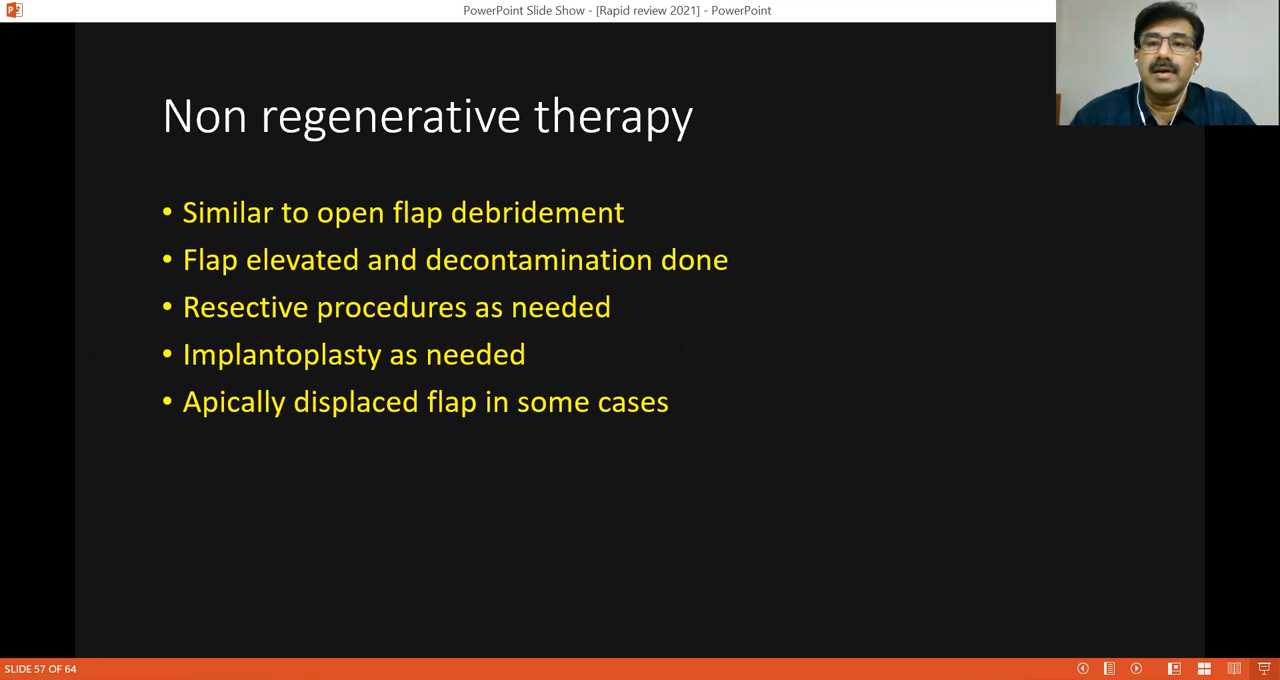 PowerPoint Slide Show - [Rapid review 2021] - PowerPoint
Non regenerative therapy
• Similar to open flap debridement
• Flap elevated and decontamination done
• Resective procedures as needed
• Implantoplasty as needed
• Apically displaced flap in some cases
SLIDE 57 OF 64